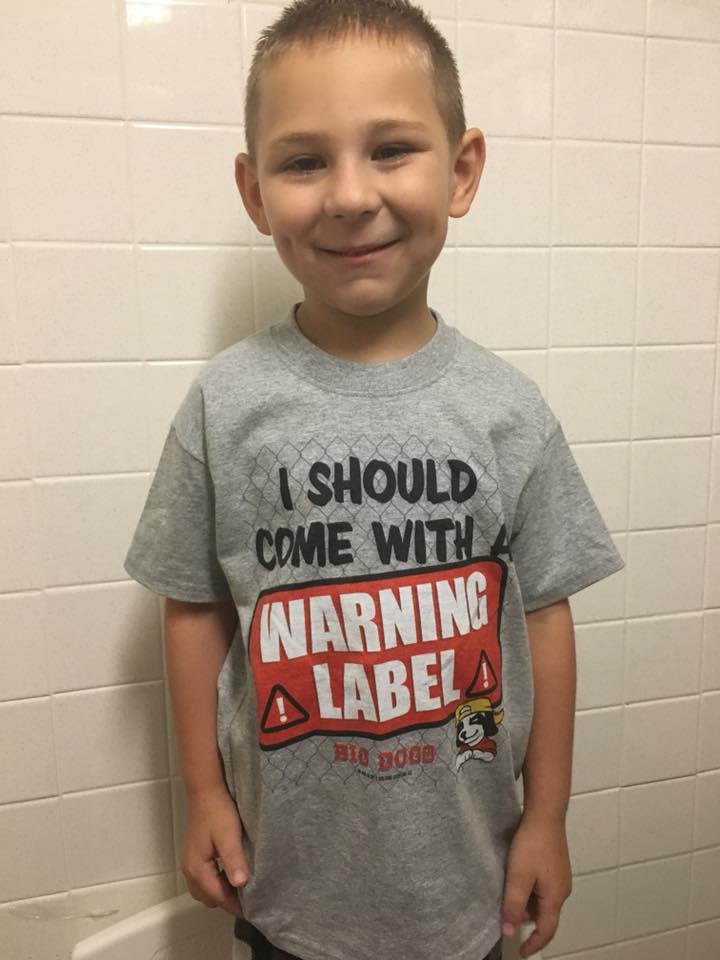 I SHOULD
COME WITH A
WARNING
! LABEL !
BIG DOGS